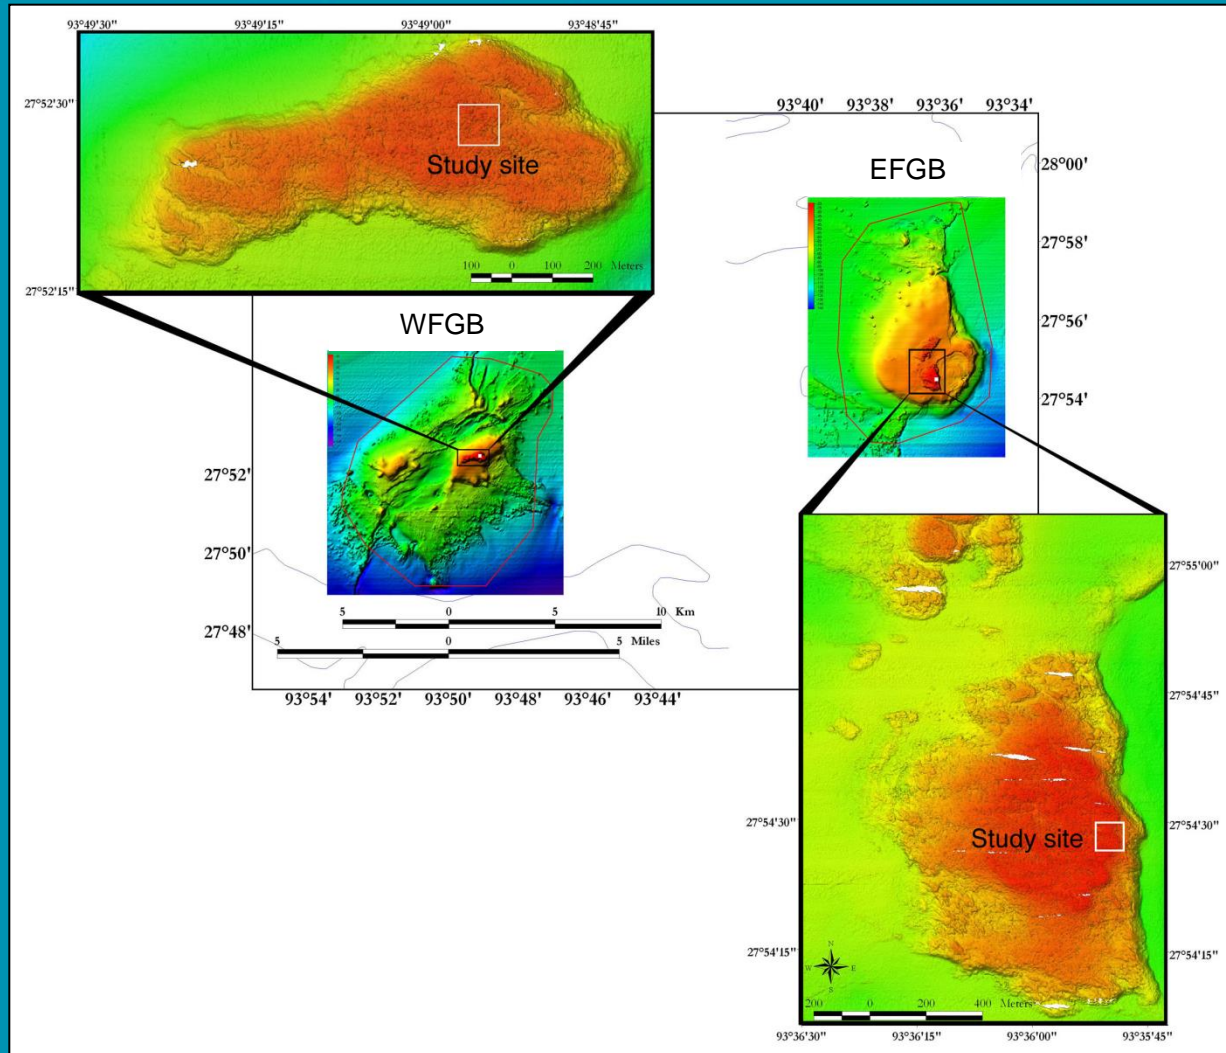 93°49'30" 93°49'15" 93°49'00" 93°48'45"
27°52'30"
Study site
100 0 100 200 Meters
27°52'15"
93°40' 93°38' 93°36' 93°34'
28°00'
EFGB
27°58'
27°56'
27°54'
WFGB
27°52'
27°50'
27°48'
5 0 5 10 Km
5 0 5 Miles
93°54' 93°52' 93°50' 93°48' 93°46' 93°44'
27°55'00"
27°54'45"
27°54'30" 27°54'30"
Study site
27°54'15" 27°54'15"
N
W E
S
200 0 200 400 Meters
93°36'30" 93°36'15" 93°36'00" 93°35'45"